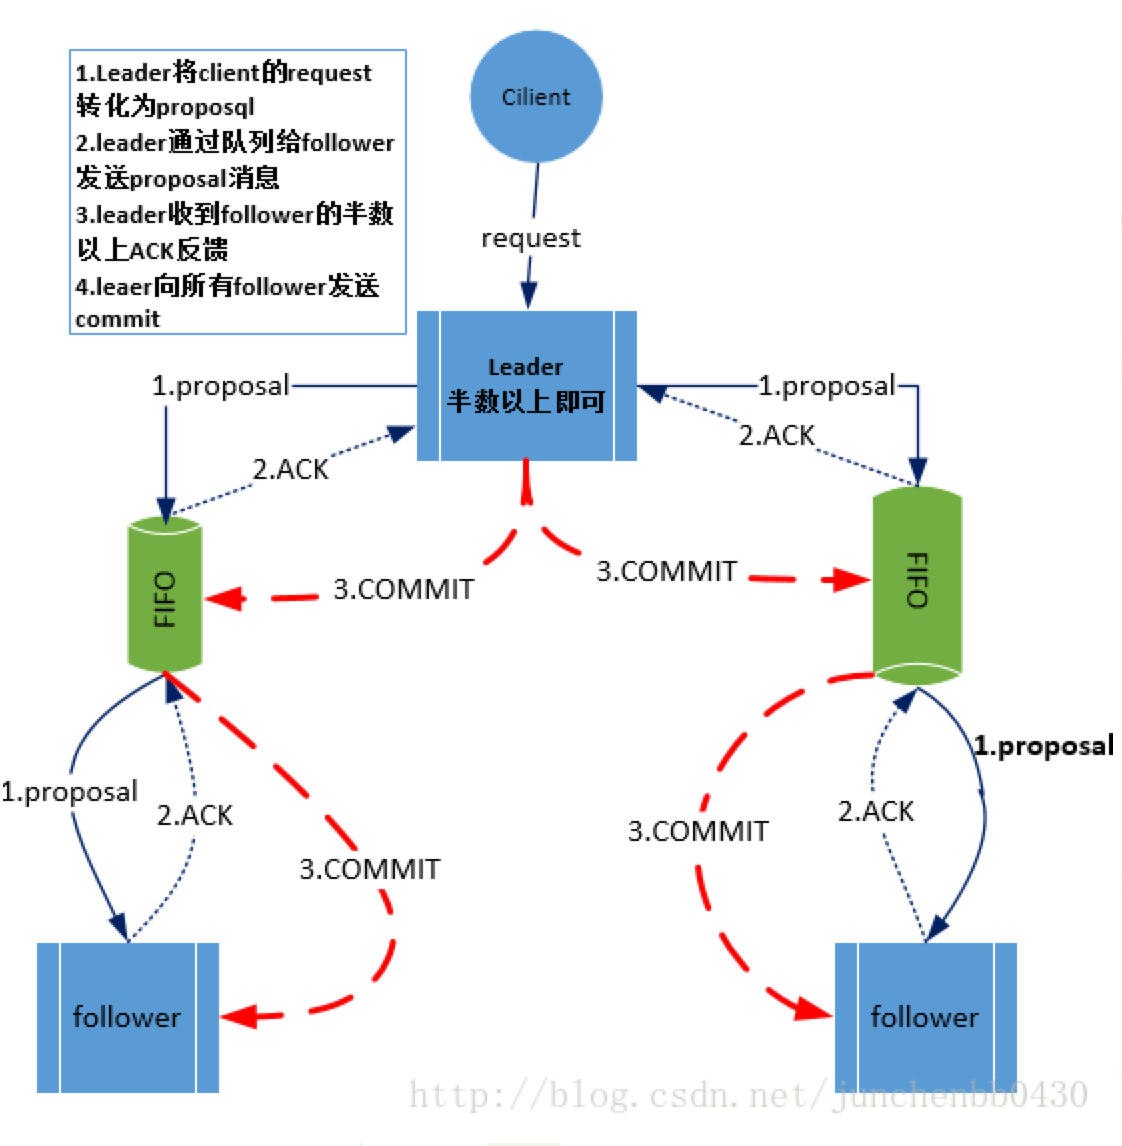 1.Leader将client的request
转化为proposql
2.leader通过队列给follower
发送proposal消息
3.leader收到follower的半数
以上ACK反馈
4.leaer向所有follower发送
commit
Cilient
request
Leader
半数以上即可
1.proposal
1.proposal
2.ACK
2.ACK
FIFO
FIFO
3.COMMIT
3.COMMIT
1.proposal
1.proposal
2.ACK
2.ACK
3.COMMIT
3.COMMIT
follower
follower
http://blog.csdn.net/junchenbb0430